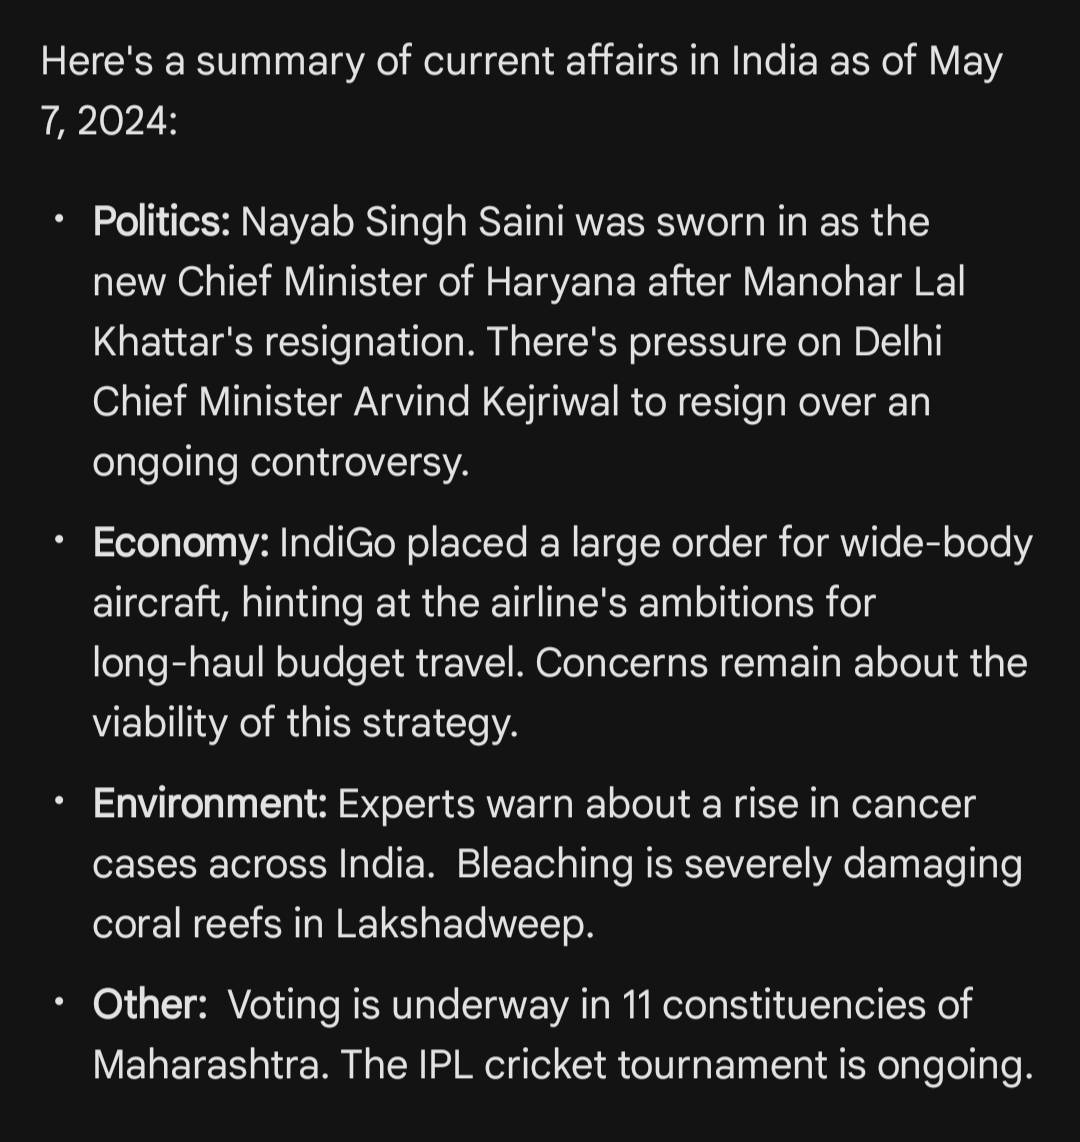 Here's a summary of current affairs in India as of May
7, 2024:
• Politics: Nayab Singh Saini was sworn in as the
new Chief Minister of Haryana after Manohar Lal
Khattar's resignation. There's pressure on Delhi
Chief Minister Arvind Kejriwal to resign over an
ongoing controversy.
• Economy: IndiGo placed a large order for wide-body
aircraft, hinting at the airline's ambitions for
long-haul budget travel. Concerns remain about the
viability of this strategy.
• Environment: Experts warn about a rise in cancer
cases across India.  Bleaching is severely damaging
coral reefs in Lakshadweep.
• Other:  Voting is underway in 11 constituencies of
Maharashtra. The IPL cricket tournament is ongoing.